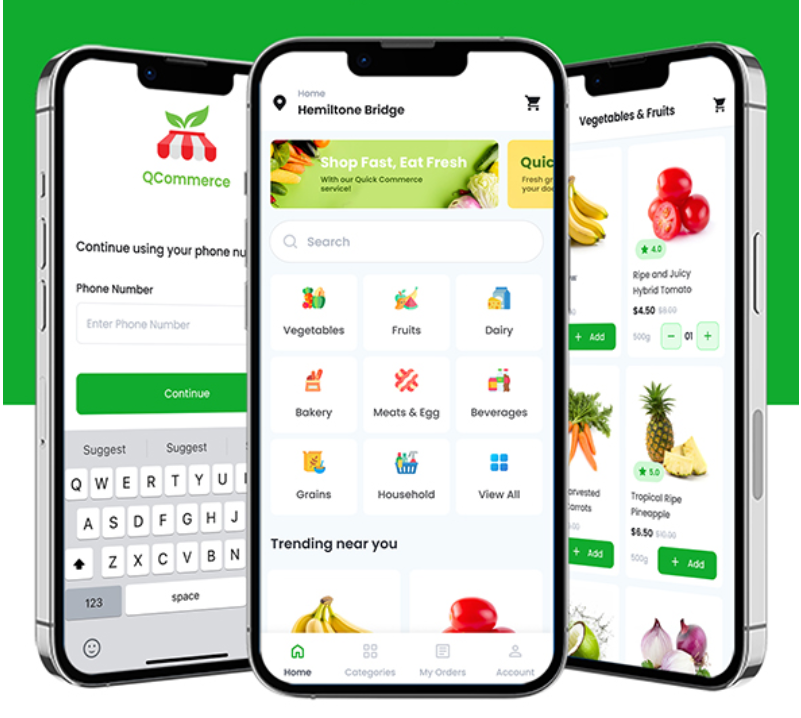 QCommerce
Continue using your phone nu
Phone Number
Enter Phone Number
Continue
Suggest Suggest
Q W E R T Y U
A S D F G H J
Z X C V B N
123 space
Home
Hemiltone Bridge
Shop Fast, Eat Fresh
With our Quick Commerce
service!
Quic
Fresh gr
your doo
Search
Vegetables Fruits Dairy
Bakery Meats & Egg Beverages
Grains Household View All
Trending near you
Home Categories My Orders Account
Vegetables & Fruits
4.0
Ripe and Juicy
Hybrid Tomato
$4.50 $5.00
+ Add
500g − 01 +
5.0
arvested
Carrots
Tropical Ripe
Pineapple
$6.50 $10.00
+ Add
500g + Add